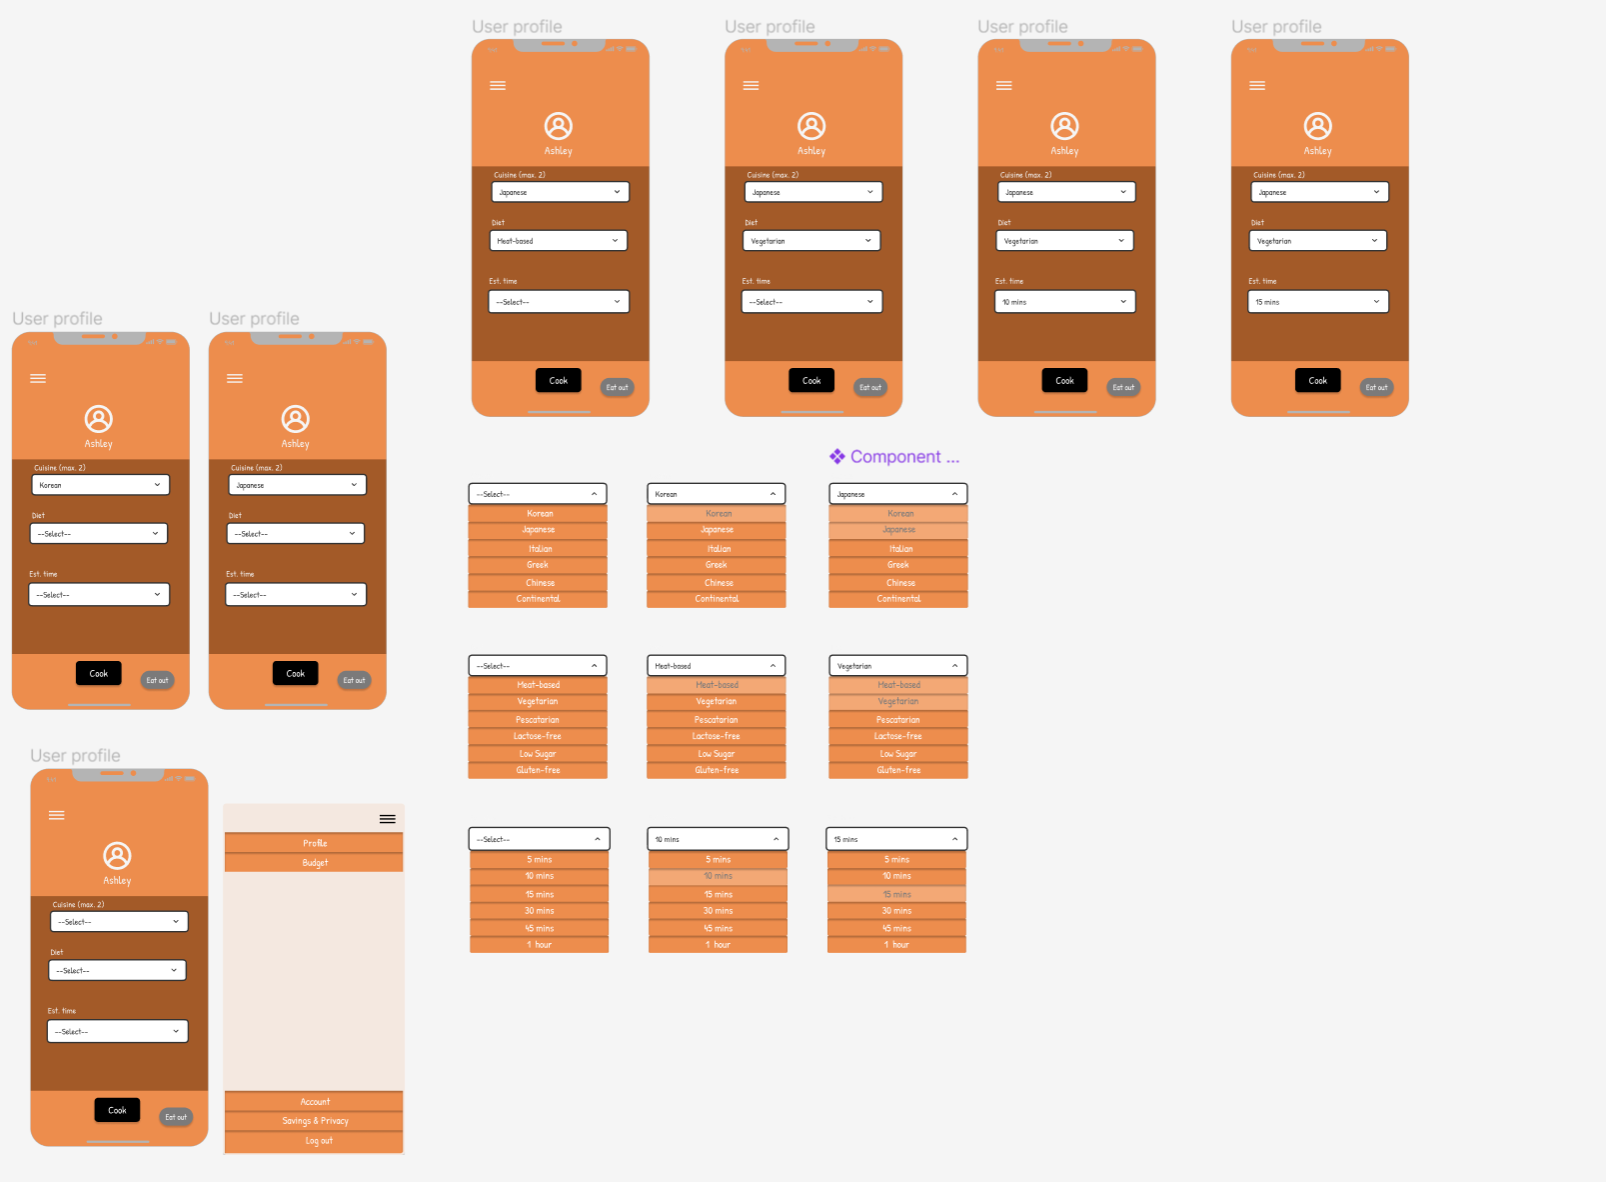 User profile
User profile
User profile
User profile
Ashley
Ashley
Ashley
Ashley
Cuisine (max. 2)
Cuisine (max. 2)
Cuisine (max. 2)
Cuisine (max. 2)
Japanese
Japanese
Japanese
Japanese
Diet
Diet
Diet
Diet
Meat-based
Vegetarian
Vegetarian
Vegetarian
Est. time
Est. time
Est. time
Est. time
--Select--
--Select--
10 mins
15 mins
Cook
Eat out
Cook
Eat out
Cook
Eat out
Cook
Eat out
User profile
User profile
Ashley
Ashley
Cuisine (max. 2)
Cuisine (max. 2)
Korean
Japanese
Diet
Diet
--Select--
--Select--
Est. time
Est. time
--Select--
--Select--
Cook
Eat out
Cook
Eat out
Component ...
--Select--
Korean
Japanese
Italian
Greek
Chinese
Continental
Korean
Korean
Japanese
Italian
Greek
Chinese
Continental
Japanese
Korean
Japanese
Italian
Greek
Chinese
Continental
--Select--
Meat-based
Vegetarian
Pescatarian
Lactose-free
Low Sugar
Gluten-free
Meat-based
Meat-based
Vegetarian
Pescatarian
Lactose-free
Low Sugar
Gluten-free
Vegetarian
Meat-based
Vegetarian
Pescatarian
Lactose-free
Low Sugar
Gluten-free
--Select--
5 mins
10 mins
15 mins
30 mins
45 mins
1 hour
10 mins
5 mins
10 mins
15 mins
30 mins
45 mins
1 hour
15 mins
5 mins
10 mins
15 mins
30 mins
45 mins
1 hour
User profile
Ashley
Cuisine (max. 2)
--Select--
Diet
--Select--
Est. time
--Select--
Cook
Eat out
Profile
Budget
Account
Savings & Privacy
Log out